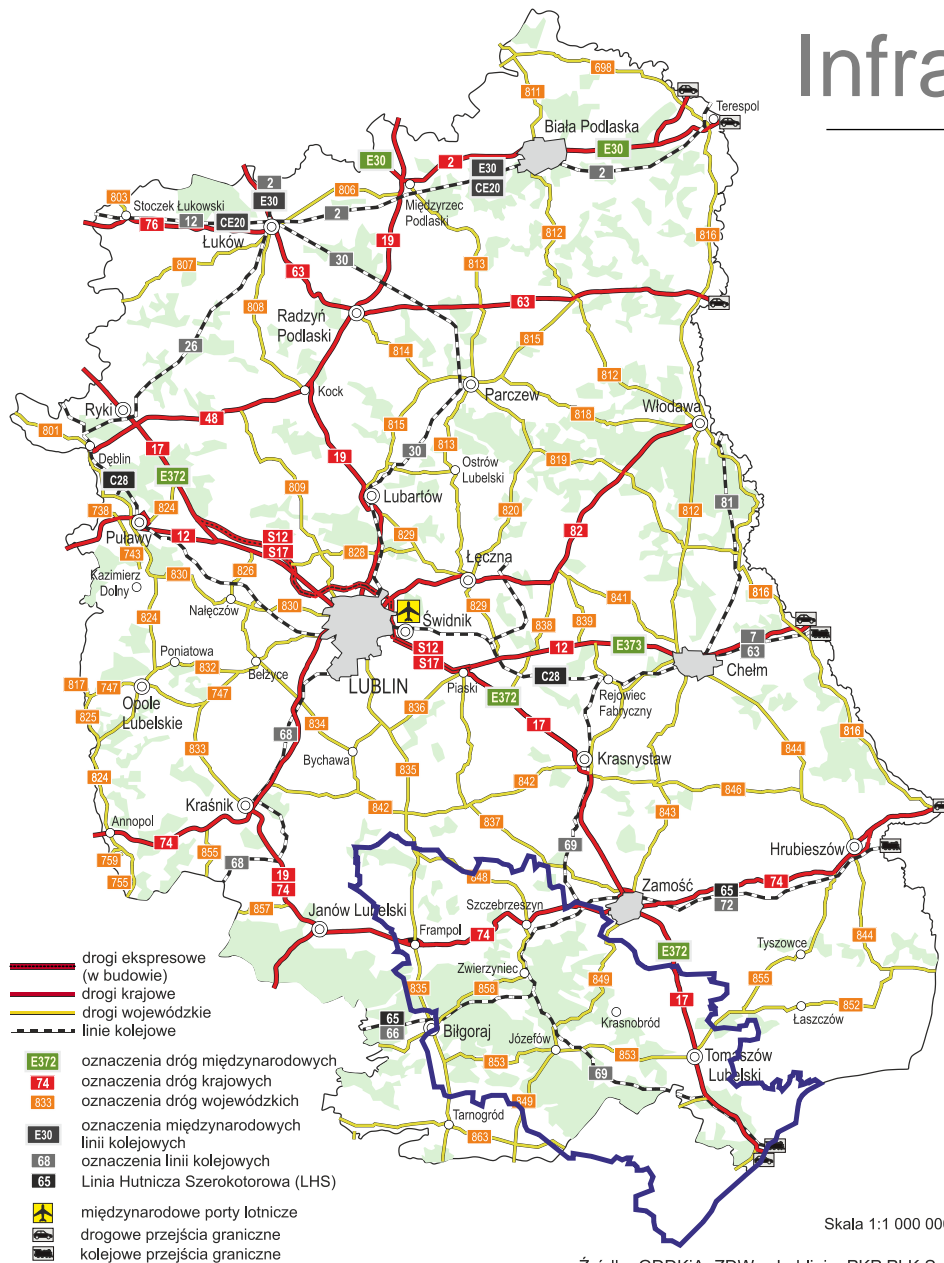 Infra
698
811
Terespol
Biała Podlaska
E30
2
E30
E30
2
CE20
2
E30
806
2
Międzyrzec
Podlaski
803
Stoczek Łukowski
12
CE20
76
Łuków
19
812
816
807
30
813
63
808
63
Radzyń
Podlaski
26
814
815
812
Kock
Parczew
Ryki
48
815
818
Włodawa
801
17
813
Dęblin
19
30
Ostrów
Lubelski
819
C28
E372
809
81
Lubartów
738
824
820
812
Puławy
12
S12
829
82
743
S17
828
Kazimierz
Dolny
830
826
Łęczna
Nałęczów
830
829
841
816
824
838
839
Świdnik
7
S12
12
E373
63
S17
Poniatowa
832
Bełżyce
LUBLIN
Piaski
C28
Chełm
817
747
747
E372
Rejowiec
Fabryczny
Opole
Lubelskie
836
825
834
17
816
68
833
Bychawa
844
835
Krasnystaw
824
842
846
Kraśnik
842
843
Annopol
837
74
69
Hrubieszów
759
855
68
755
19
848
65
74
74
Zamość
72
857
Szczebrzeszyn
Janów Lubelski
Frampol
74
E372
Tyszowce
844
Zwierzyniec
835
858
849
17
855
65
Krasnobród
852
66
Biłgoraj
Łaszczów
Józefów
853
853
Tomaszów
Lubelski
69
849
Tarnogród
863
drogi ekspresowe
(w budowie)
drogi krajowe
drogi wojewódzkie
linie kolejowe
E372 oznaczenia dróg międzynarodowych
74 oznaczenia dróg krajowych
833 oznaczenia dróg wojewódzkich
E30 oznaczenia międzynarodowych
linii kolejowych
68 oznaczenia linii kolejowych
65 Linia Hutnicza Szerokotorowa (LHS)
międzynarodowe porty lotnicze
drogowe przejścia graniczne
kolejowe przejścia graniczne
Skala 1:1 000 000